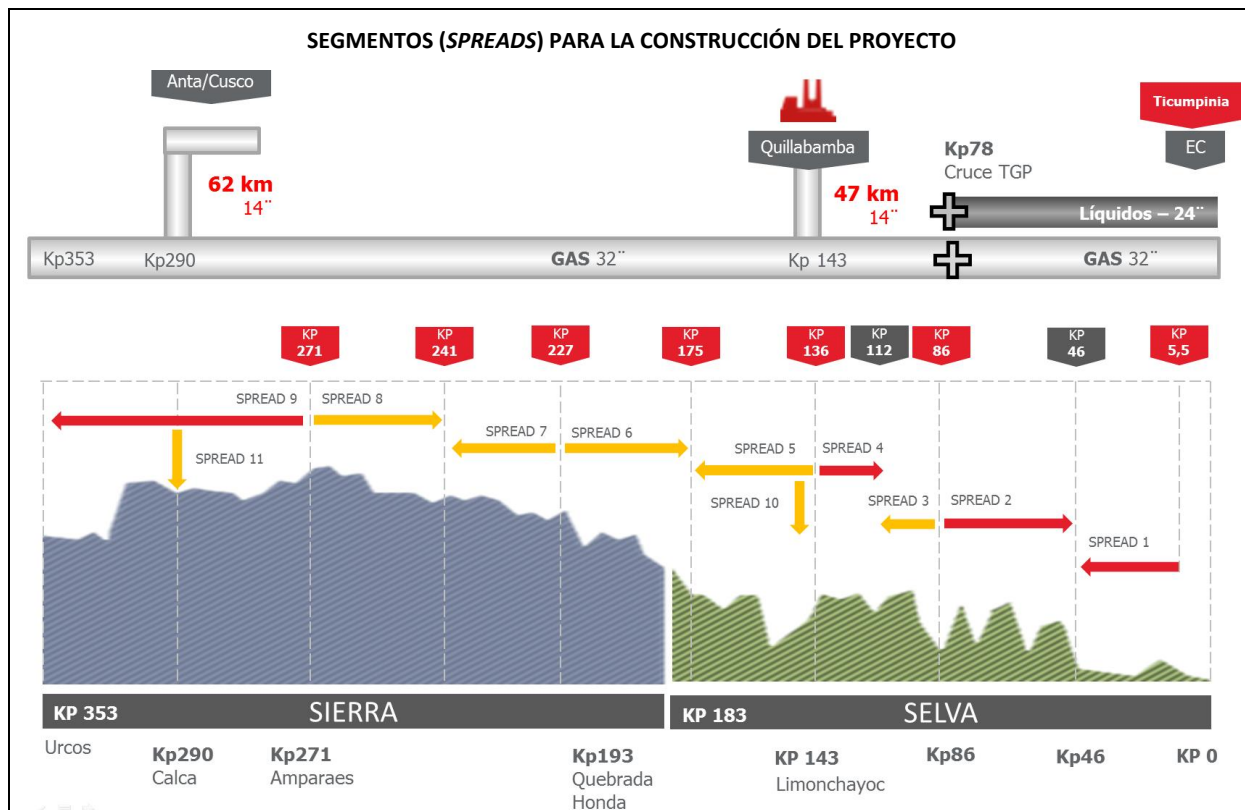 SEGMENTOS (SPREADS) PARA LA CONSTRUCCIÓN DEL PROYECTO
Anta/Cusco
Ticumpinia
Quillabamba
Kp78
EC
Cruce TGP
62 km
14¨
47 km
14¨
Líquidos – 24¨
Kp353
Kp290
GAS 32¨
Kp 143
GAS 32¨
KP
271
KP
241
KP
227
KP
175
KP
136
KP
112
KP
86
KP
46
KP
5,5
SPREAD 9
SPREAD 8
SPREAD 7
SPREAD 6
SPREAD 5
SPREAD 4
SPREAD 11
SPREAD 10
SPREAD 3
SPREAD 2
SPREAD 1
KP 353
SIERRA
KP 183
SELVA
Urcos
Kp290
Calca
Kp271
Amparaes
Kp193
Quebrada
Honda
KP 143
Limonchayoc
Kp86
Kp46
KP 0